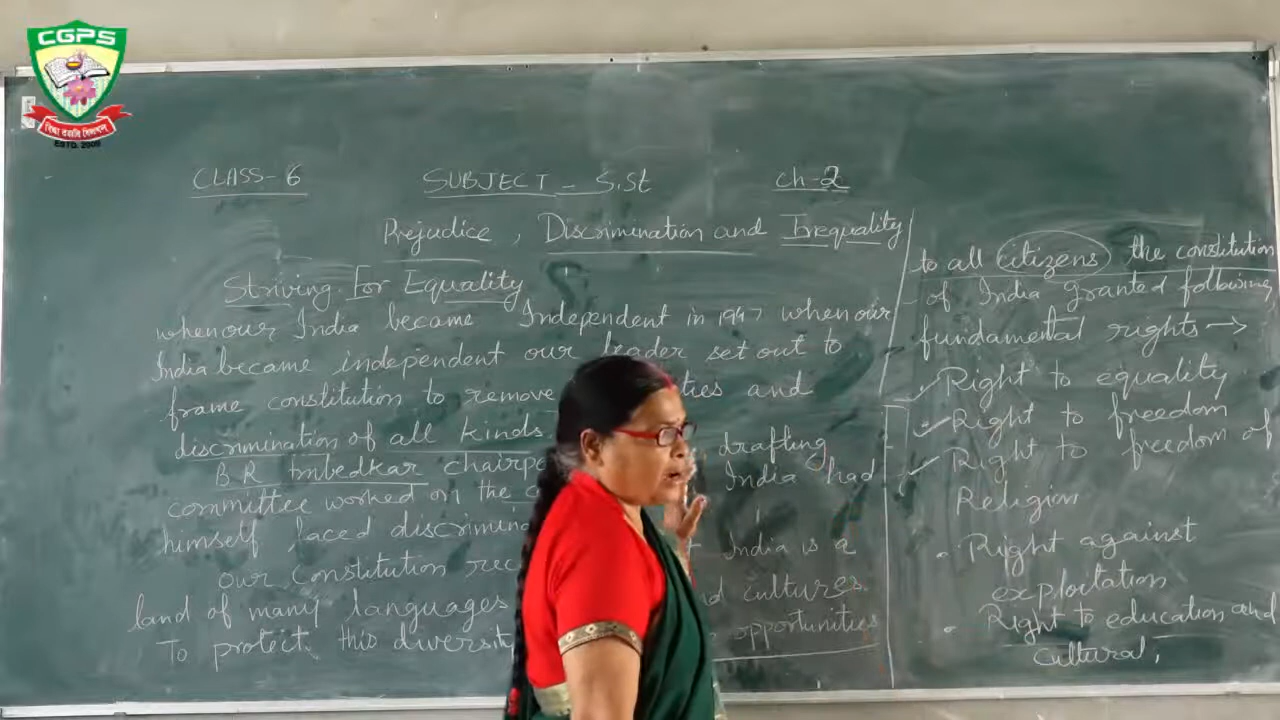 CGPS
ESTD. 2009
CLASS-6 SUBJECT - S.St Ch-2
Prejudice, Discrimination and Inequality
Striving For Equality
when our India became Independent in 1947 when our
India became independent our leader set out to
frame constitution to remove ties and
discrimination of all kinds.
B.R Ambedkar chairpe drafting
committee worked on the c India had
himself faced discrimina
our constitution rec India is a
land of many languages d cultures.
To protect this diversity opportunities
to all citizens the constitution
of India granted following
fundamental rights →
✓ Right to equality
✓ Right to freedom
✓ Right to freedom of
Religion
• Right against
exploitation
• Right to education and
cultural,